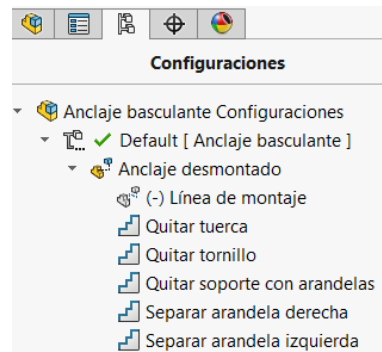 Configuraciones
Anclaje basculante Configuraciones
Default [ Anclaje basculante ]
Anclaje desmontado
(-) Línea de montaje
Quitar tuerca
Quitar tornillo
Quitar soporte con arandelas
Separar arandela derecha
Separar arandela izquierda